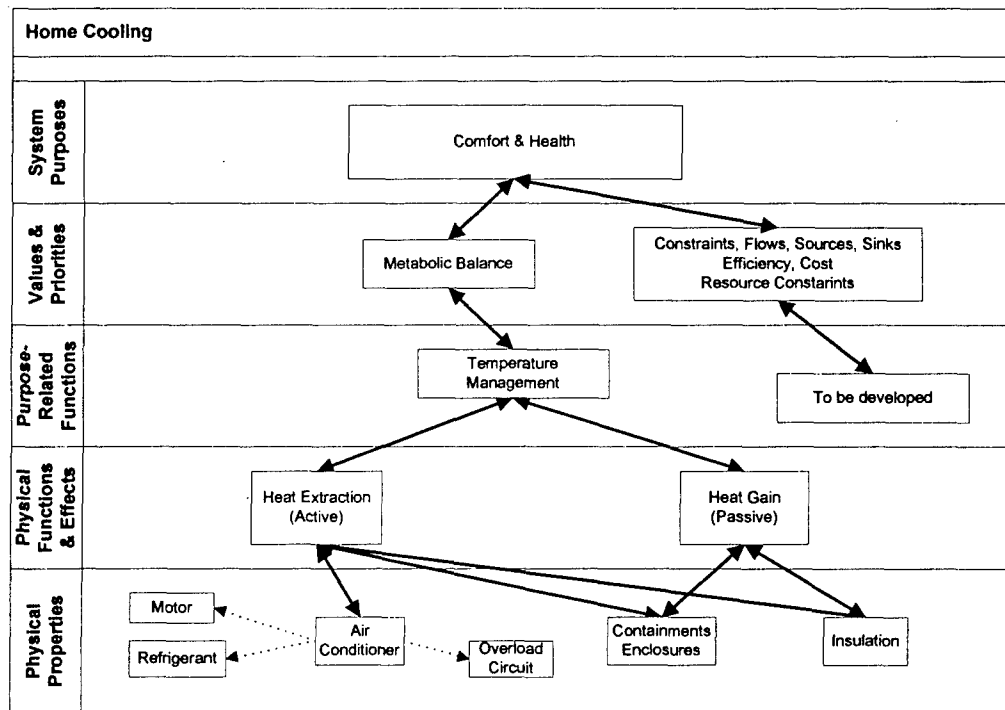 Home Cooling
System
Purposes
Comfort & Health
Values &
Priorities
Metabolic Balance
Constraints, Flows, Sources, Sinks
Efficiency, Cost
Resource Constarints
Purpose-
Related
Functions
Temperature
Management
To be developed
Physical
Functions
& Effects
Heat Extraction
(Active)
Heat Gain
(Passive)
Physical
Properties
Motor
Refrigerant
Air
Conditioner
Overload
Circuit
Containments
Enclosures
Insulation